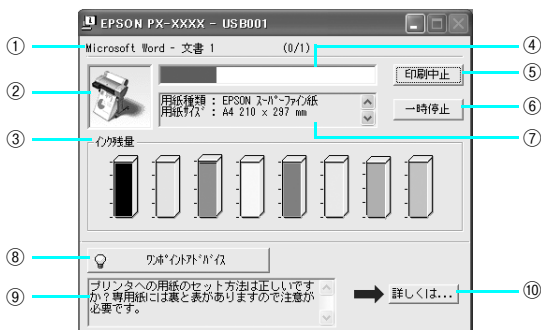 EPSON PX-XXXX - USB001
① Microsoft Word - 文書 1 (0/1) ④
印刷中止 ⑤
②
用紙種類 : EPSON スーパーファイン紙
用紙サイズ : A4 210 × 297 mm
一時停止 ⑥
⑦
③ インク残量
⑧ ワンポイントアドバイス
⑨ プリンタへの用紙のセット方法は正しいです
か？専用紙には裏と表がありますので注意が
必要です。
詳しくは... ⑩